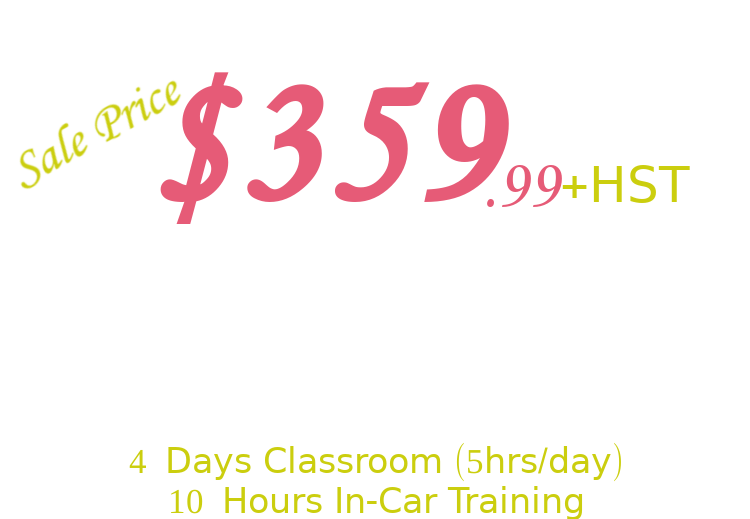 Sale Price
$359.99+HST
4 Days Classroom (5hrs/day)
10 Hours In-Car Training